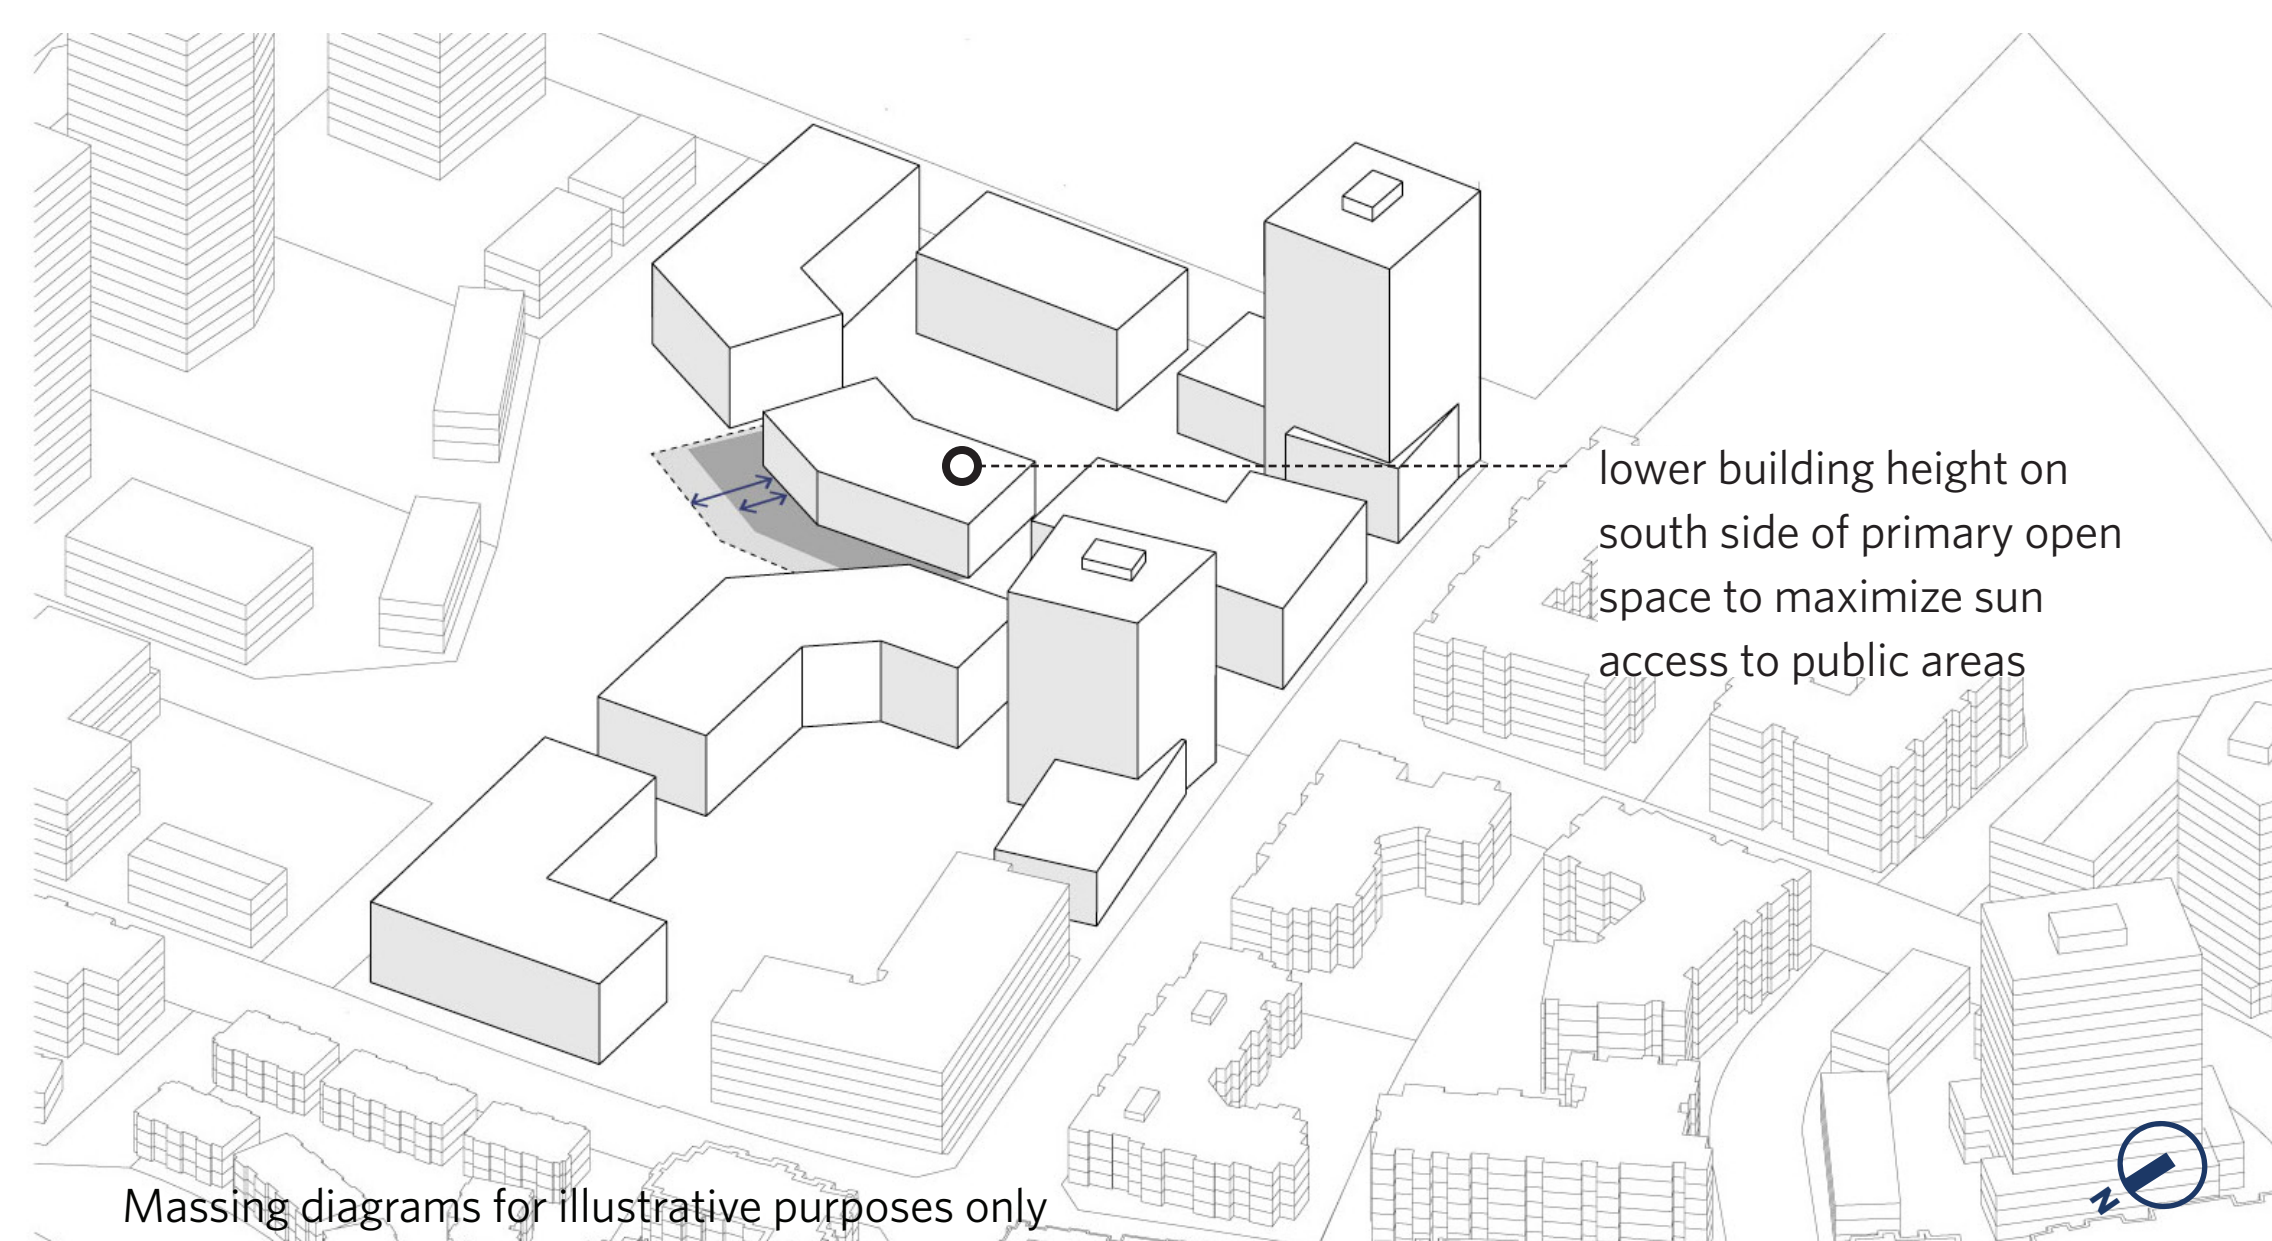 lower building height on
south side of primary open
space to maximize sun
access to public areas
Massing diagrams for illustrative purposes only
N